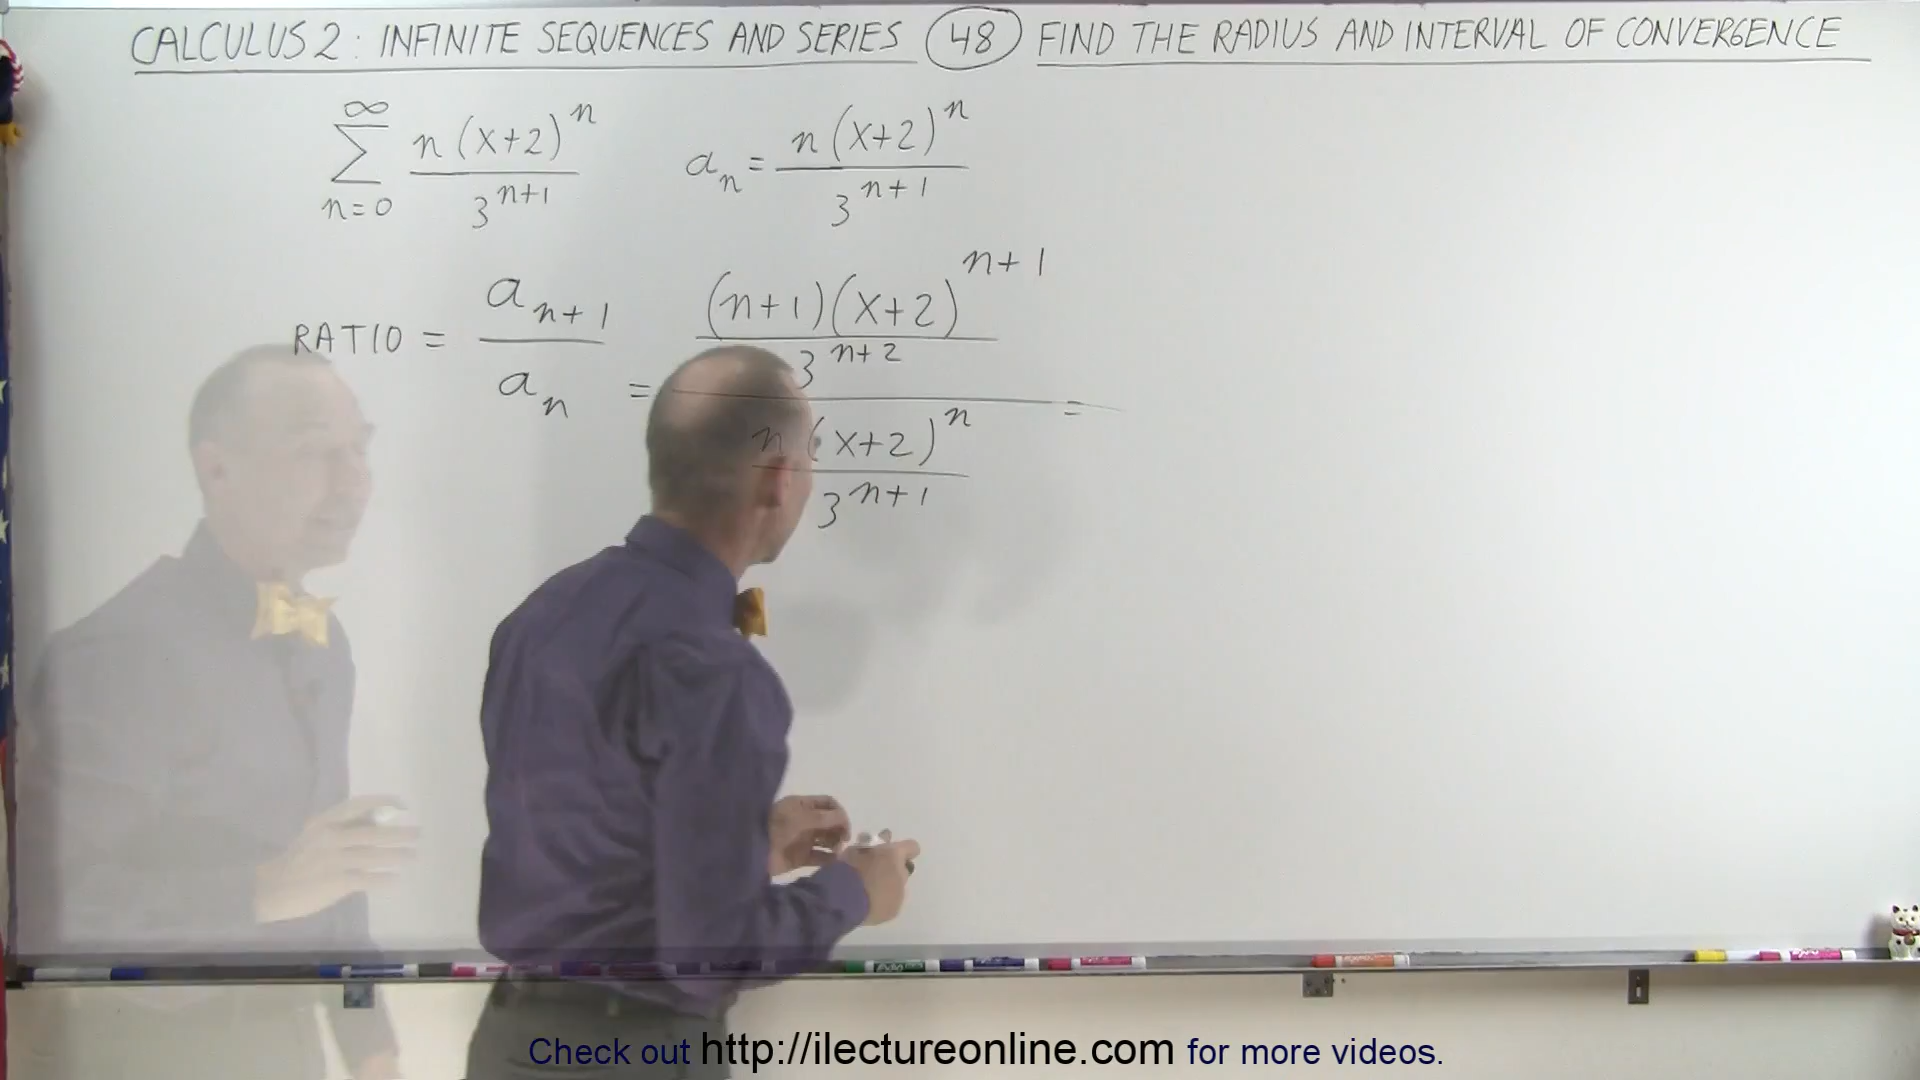 CALCULUS 2: INFINITE SEQUENCES AND SERIES 48 FIND THE RADIUS AND INTERVAL OF CONVERGENCE
∞
∑ n(x+2)^n / 3^(n+1)
n=0
a_n = n(x+2)^n / 3^(n+1)
RATIO = a_(n+1) / a_n = (n+1)(x+2)^(n+1) / 3^(n+2) / n(x+2)^n / 3^(n+1) =
Check out http://ilectureonline.com for more videos.